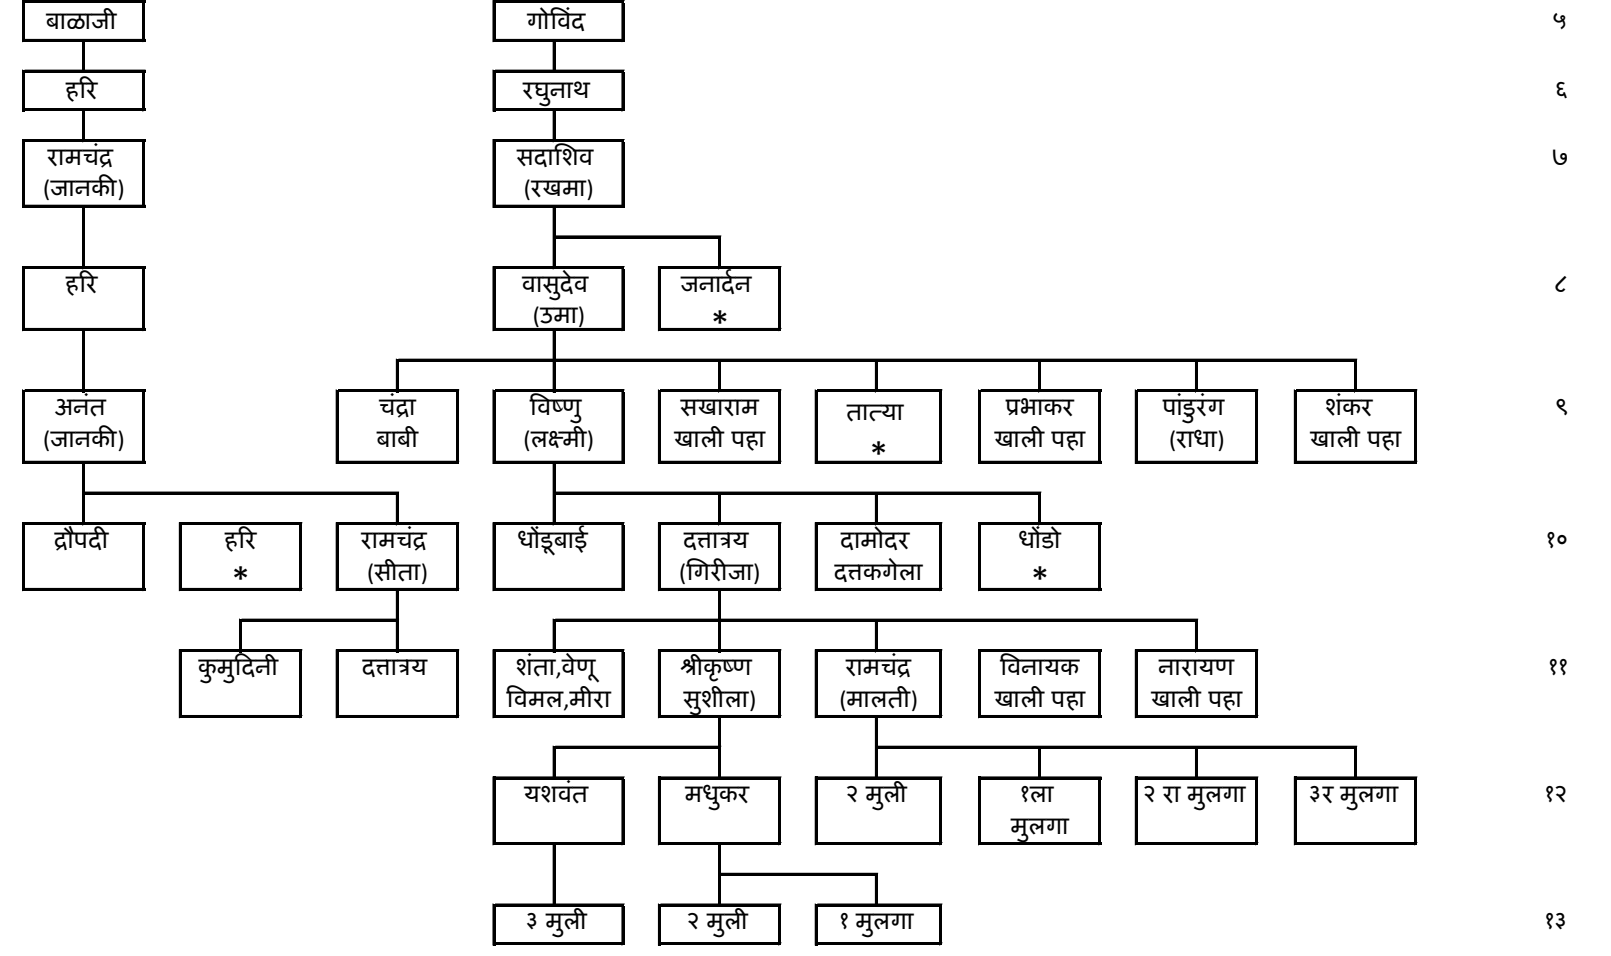 बाळाजी गोविंद ५
हरि रघुनाथ ६
रामचंद्र सदाशिव ७
(जानकी) (रखमा)
हरि वासुदेव जनार्दन ८
(उमा) *
अनंत चंद्रा विष्णु सखाराम तात्या प्रभाकर पांडुरंग शंकर ९
(जानकी) बाबी (लक्ष्मी) खाली पहा * खाली पहा (राधा) खाली पहा
द्रौपदी हरि रामचंद्र धोंडूबाई दत्तात्रय दामोदर धोंडो १०
* (सीता) (गिरीजा) दत्तकगेला *
कुमुदिनी दत्तात्रय शंता,वेणू श्रीकृष्ण रामचंद्र विनायक नारायण ११
विमल,मीरा सुशीला) (मालती) खाली पहा खाली पहा
यशवंत मधुकर २ मुली १ला २ रा मुलगा ३र मुलगा १२
मुलगा
३ मुली २ मुली १ मुलगा १३